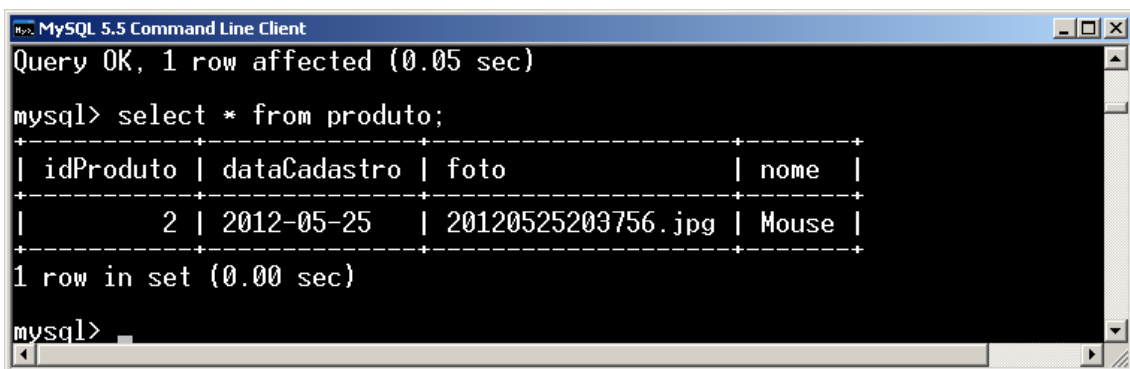 MySQL 5.5 Command Line Client
Query OK, 1 row affected (0.05 sec)
mysql> select * from produto;
+-----------+--------------+--------------------+-------+
| idProduto | dataCadastro | foto               | nome  |
+-----------+--------------+--------------------+-------+
|         2 | 2012-05-25   | 20120525203756.jpg | Mouse |
+-----------+--------------+--------------------+-------+
1 row in set (0.00 sec)
mysql> _